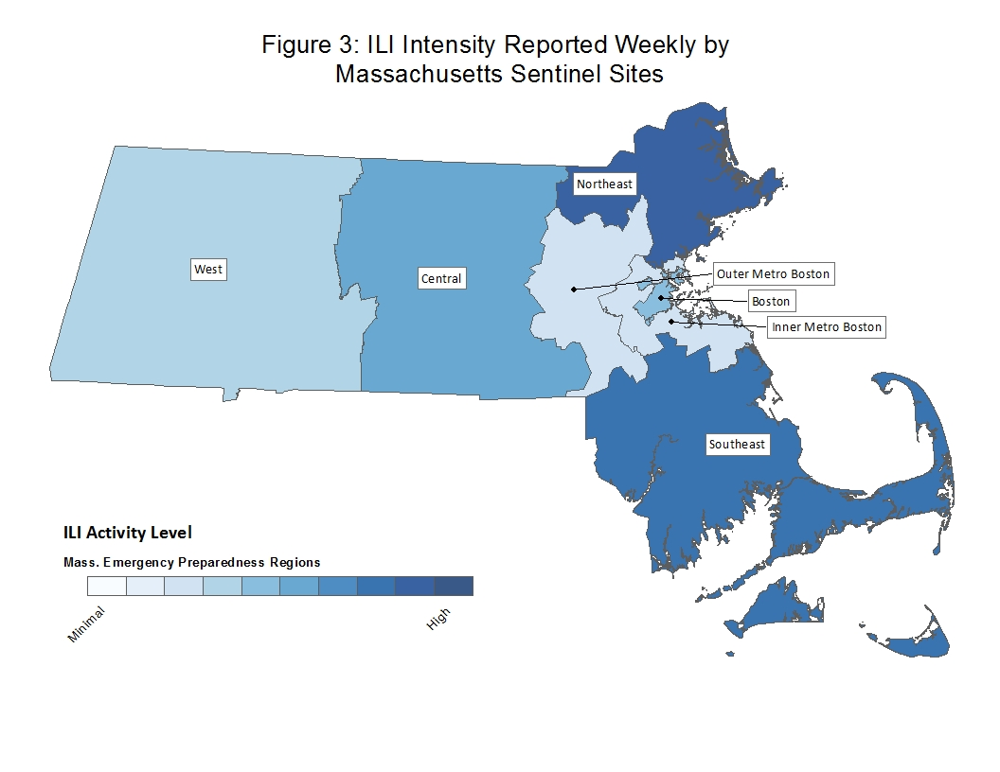 Figure 3: ILI Intensity Reported Weekly by
Massachusetts Sentinel Sites
Northeast
West
Central
Outer Metro Boston
Boston
Inner Metro Boston
Southeast
ILI Activity Level
Mass. Emergency Preparedness Regions
Minimal
High